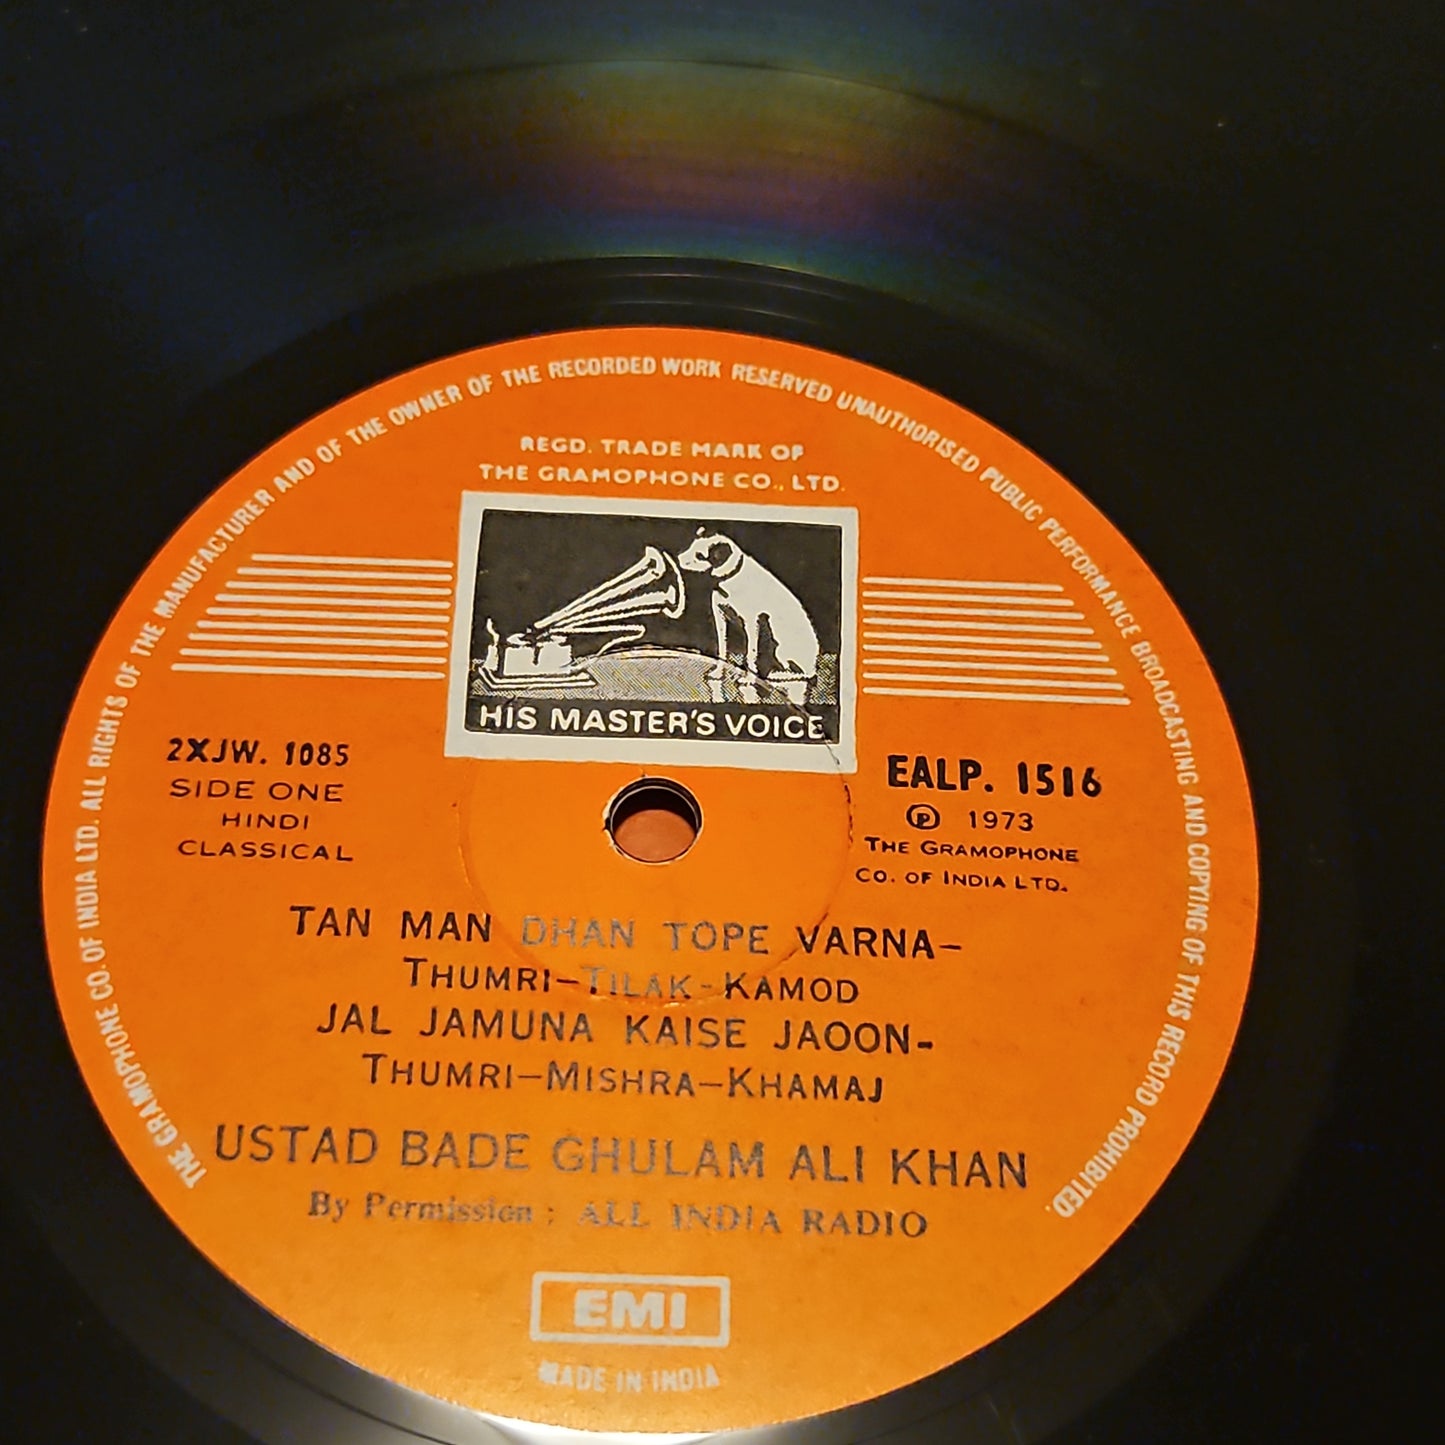 THE GRAMOPHONE CO. OF INDIA LTD. ALL RIGHTS OF THE MANUFACTURER AND OF THE OWNER OF THE RECORDED WORK RESERVED UNAUTHORISED PUBLIC PERFORMANCE BROADCASTING AND COPYING OF THIS RECORD PROHIBITED.
REGD. TRADE MARK OF
THE GRAMOPHONE CO., LTD.
HIS MASTER'S VOICE
2XJW. 1085
SIDE ONE
HINDI
CLASSICAL
EALP. 1516
Ⓟ 1973
THE GRAMOPHONE
CO. OF INDIA LTD.
TAN MAN DHAN TOPE VARNA–
THUMRI–TILAK-KAMOD
JAL JAMUNA KAISE JAOON-
THUMRI–MISHRA–KHAMAJ
USTAD BADE GHULAM ALI KHAN
By Permission : ALL INDIA RADIO
EMI
MADE IN INDIA